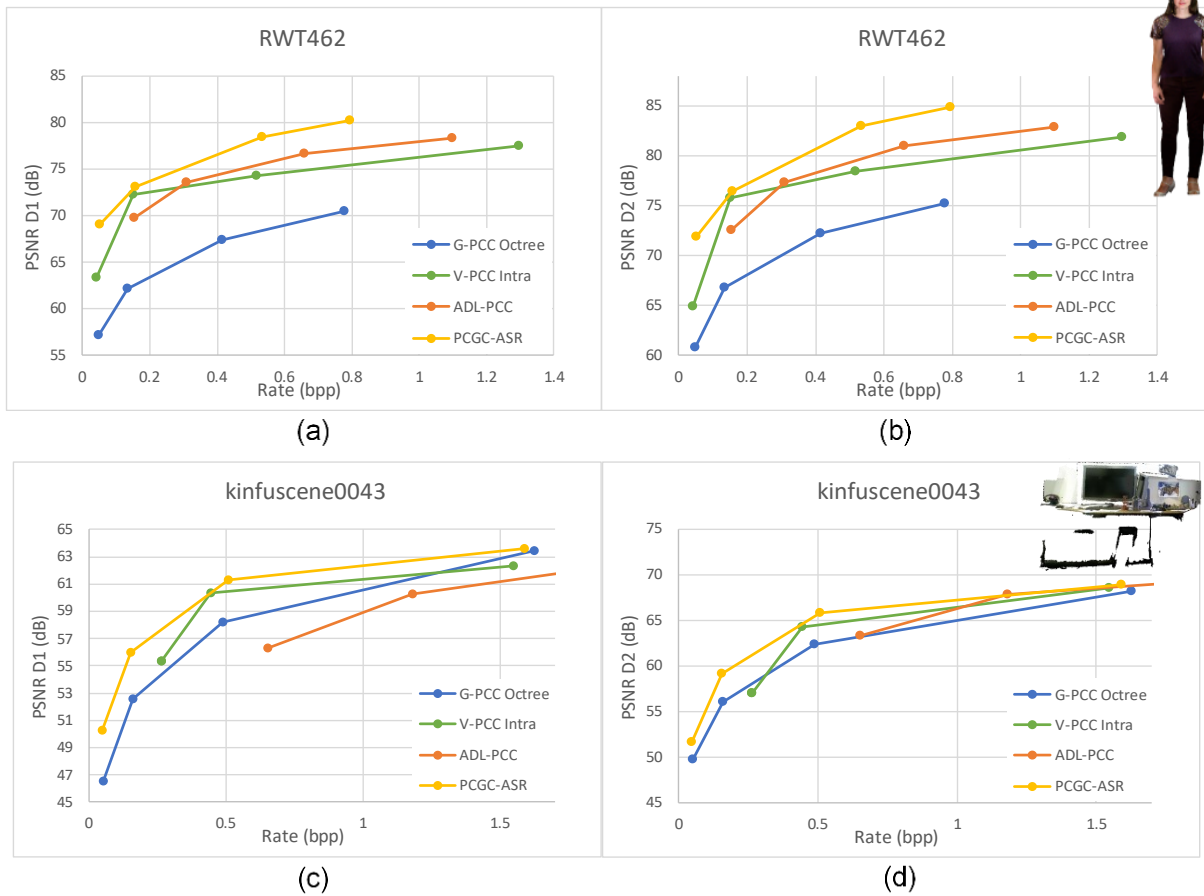 RWT462
85
80
75
70
65
60
55
PSNR D1 (dB)
0 0.2 0.4 0.6 0.8 1 1.2 1.4
Rate (bpp)
G-PCC Octree
V-PCC Intra
ADL-PCC
PCGC-ASR
(a)
RWT462
85
80
75
70
65
60
PSNR D2 (dB)
0 0.2 0.4 0.6 0.8 1 1.2 1.4
Rate (bpp)
G-PCC Octree
V-PCC Intra
ADL-PCC
PCGC-ASR
(b)
kinfuscene0043
65
63
61
59
57
55
53
51
49
47
45
PSNR D1 (dB)
0 0.5 1 1.5
Rate (bpp)
G-PCC Octree
V-PCC Intra
ADL-PCC
PCGC-ASR
(c)
kinfuscene0043
75
70
65
60
55
50
45
PSNR D2 (dB)
0 0.5 1 1.5
Rate (bpp)
G-PCC Octree
V-PCC Intra
ADL-PCC
PCGC-ASR
(d)